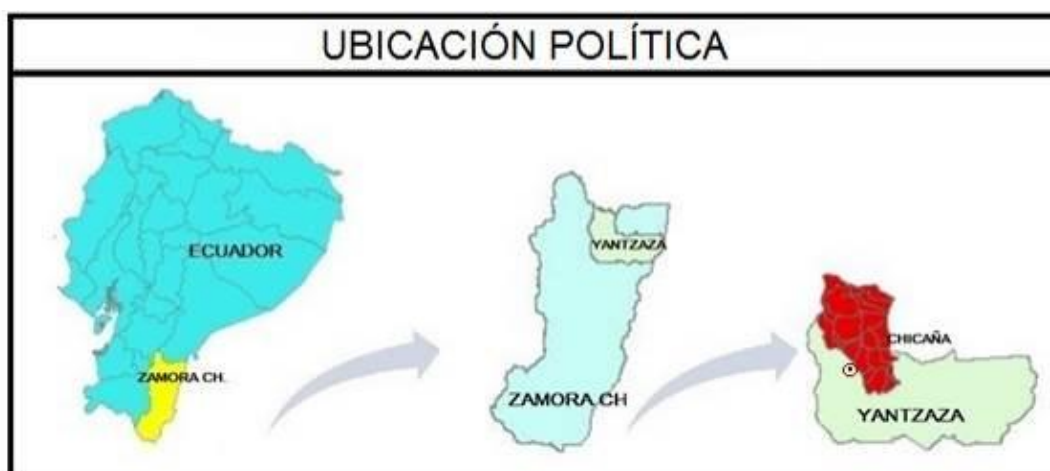 UBICACIÓN POLÍTICA
ECUADOR
ZAMORA CH.
YANTZAZA
ZAMORA.CH
CHICAÑA
YANTZAZA